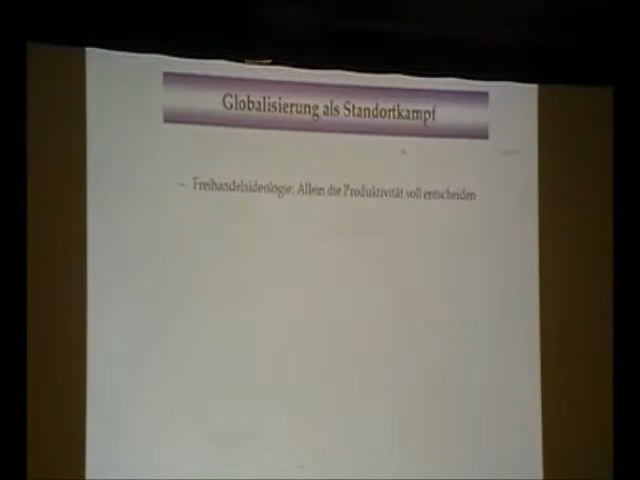 Globalisierung als Standortkampf
– Freihandelsideologie: Allein die Produktivität soll entscheiden